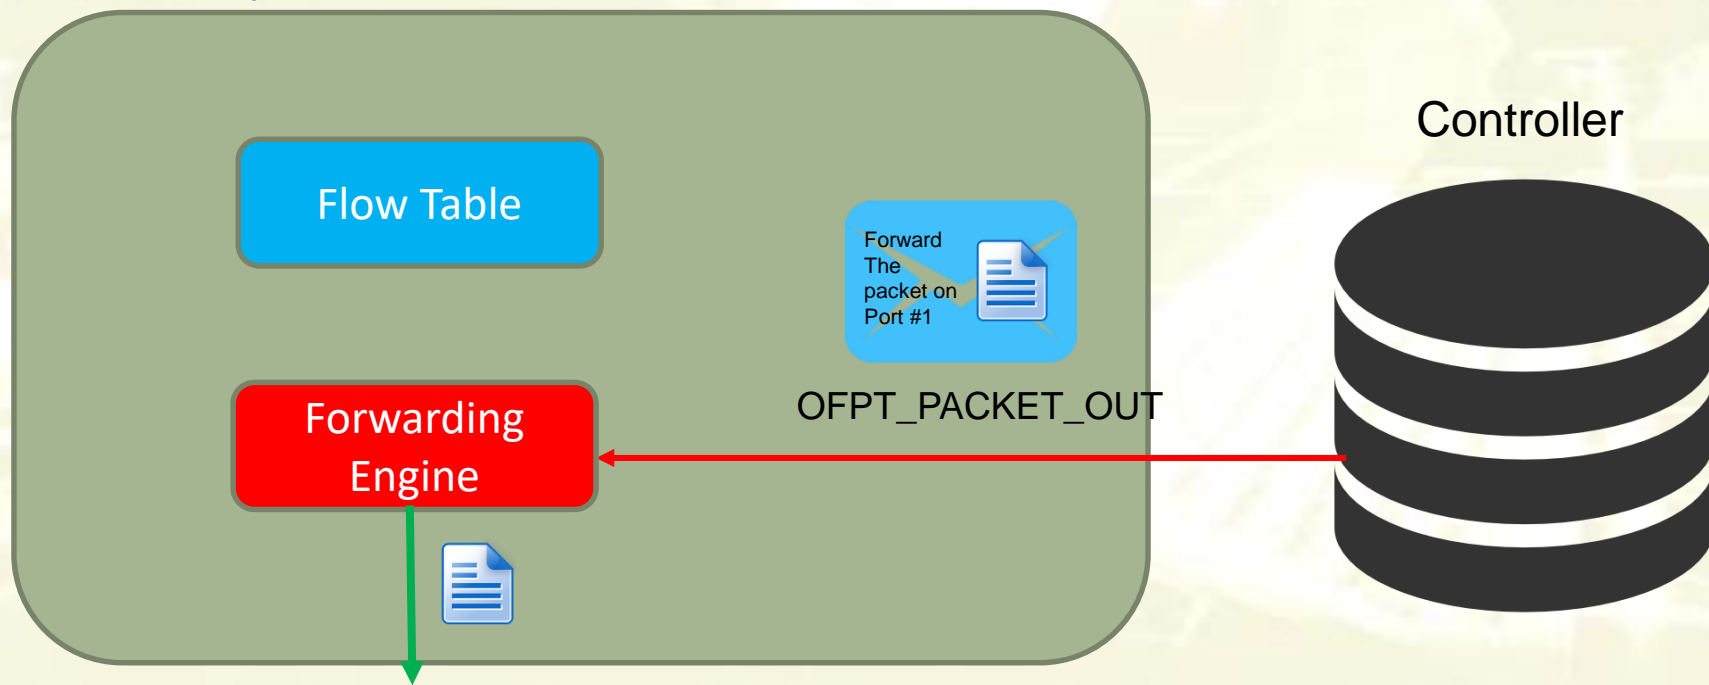 Controller
Flow Table
Forward
The
packet on
Port #1
OFPT_PACKET_OUT
Forwarding
Engine